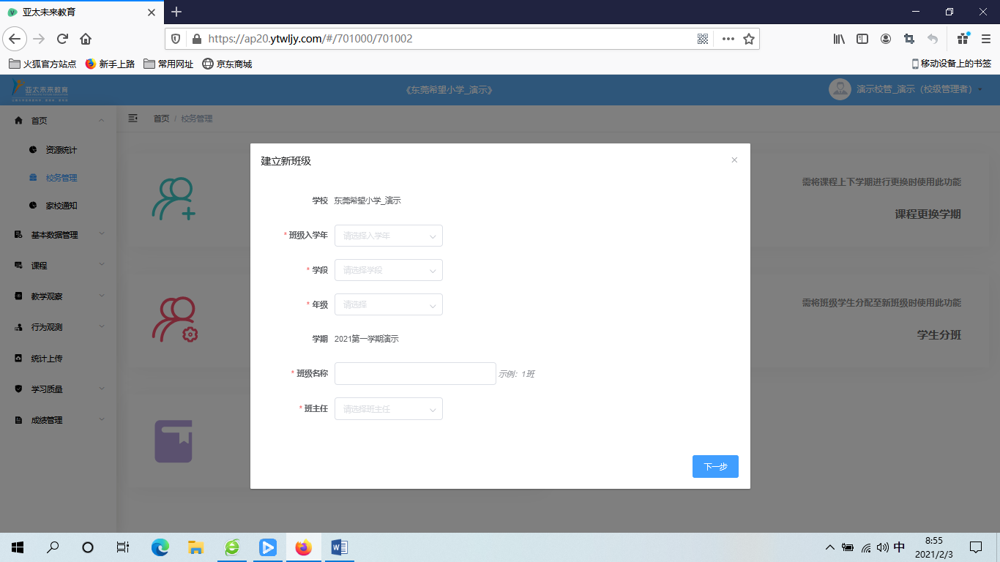 亚太未来教育
https://ap20.ytwljy.com/#/701000/701002
火狐官方站点 新手上路 常用网址 京东商城 移动设备上的书签
亚太未来教育 《东莞希望小学_演示》 演示校管_演示（校级管理者）
首页
资源统计
校务管理
家校通知
基本数据管理
课程
教学观察
行为观测
统计上传
学习质量
成绩管理
首页 / 校务管理
建立新班级
学校 东莞希望小学_演示
* 班级入学年 请选择入学年
* 学段 请选择学段
* 年级 请选择
学期 2021第一学期演示
* 班级名称 示例：1班
* 班主任 请选择班主任
下一步
需将课程上下学期进行更换时使用此功能
课程更换学期
需将班级学生分配至新班级时使用此功能
学生分班
中
8:55
2021/2/3